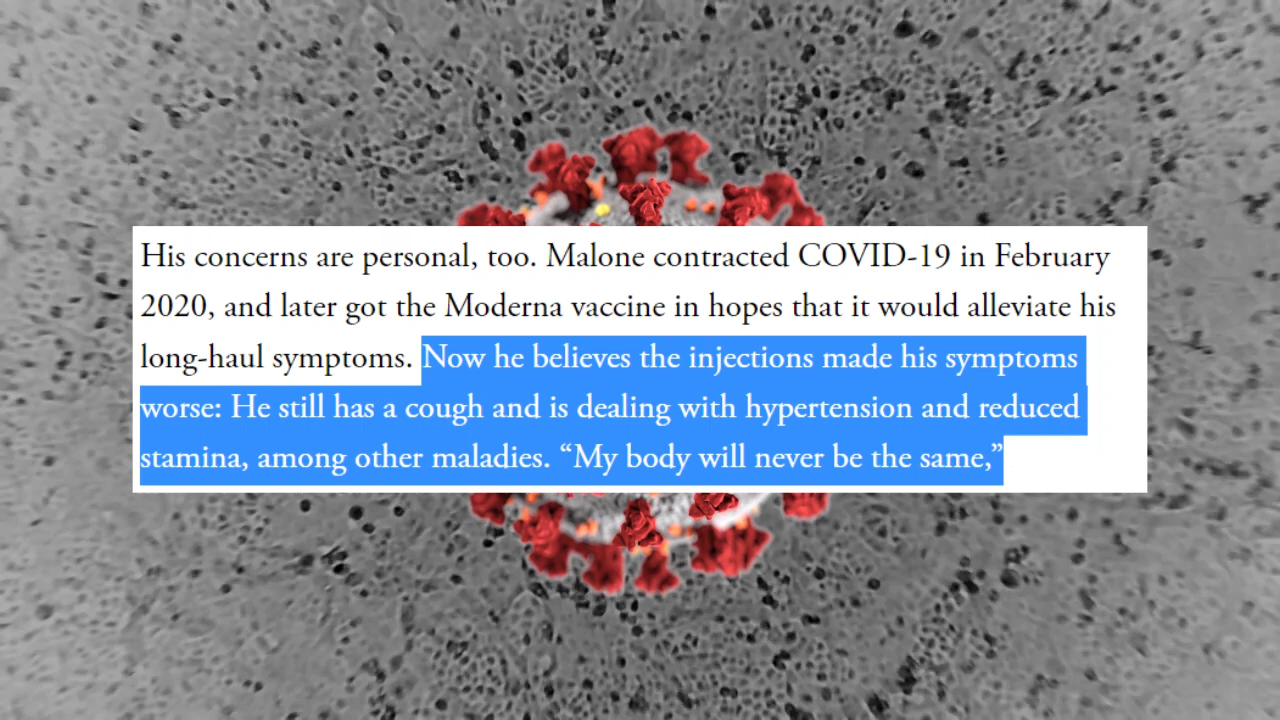 His concerns are personal, too. Malone contracted COVID-19 in February
2020, and later got the Moderna vaccine in hopes that it would alleviate his
long-haul symptoms. Now he believes the injections made his symptoms
worse: He still has a cough and is dealing with hypertension and reduced
stamina, among other maladies. “My body will never be the same,”